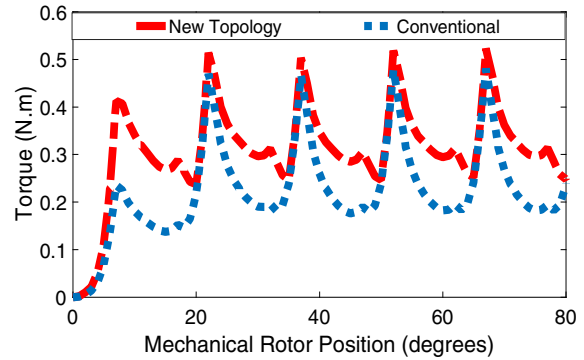 New Topology Conventional
Torque (N.m)
0.6
0.5
0.4
0.3
0.2
0.1
0
0 20 40 60 80
Mechanical Rotor Position (degrees)